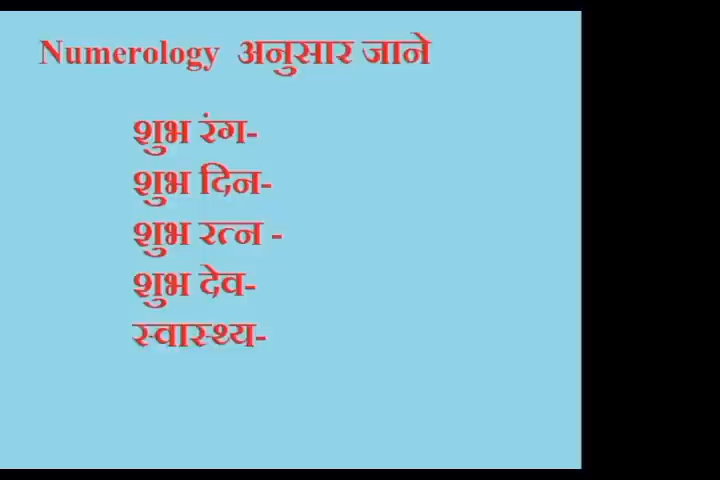 Numerology अनुसार जाने
शुभ रंग-
शुभ दिन-
शुभ रत्न -
शुभ देव-
स्वास्थ्य-